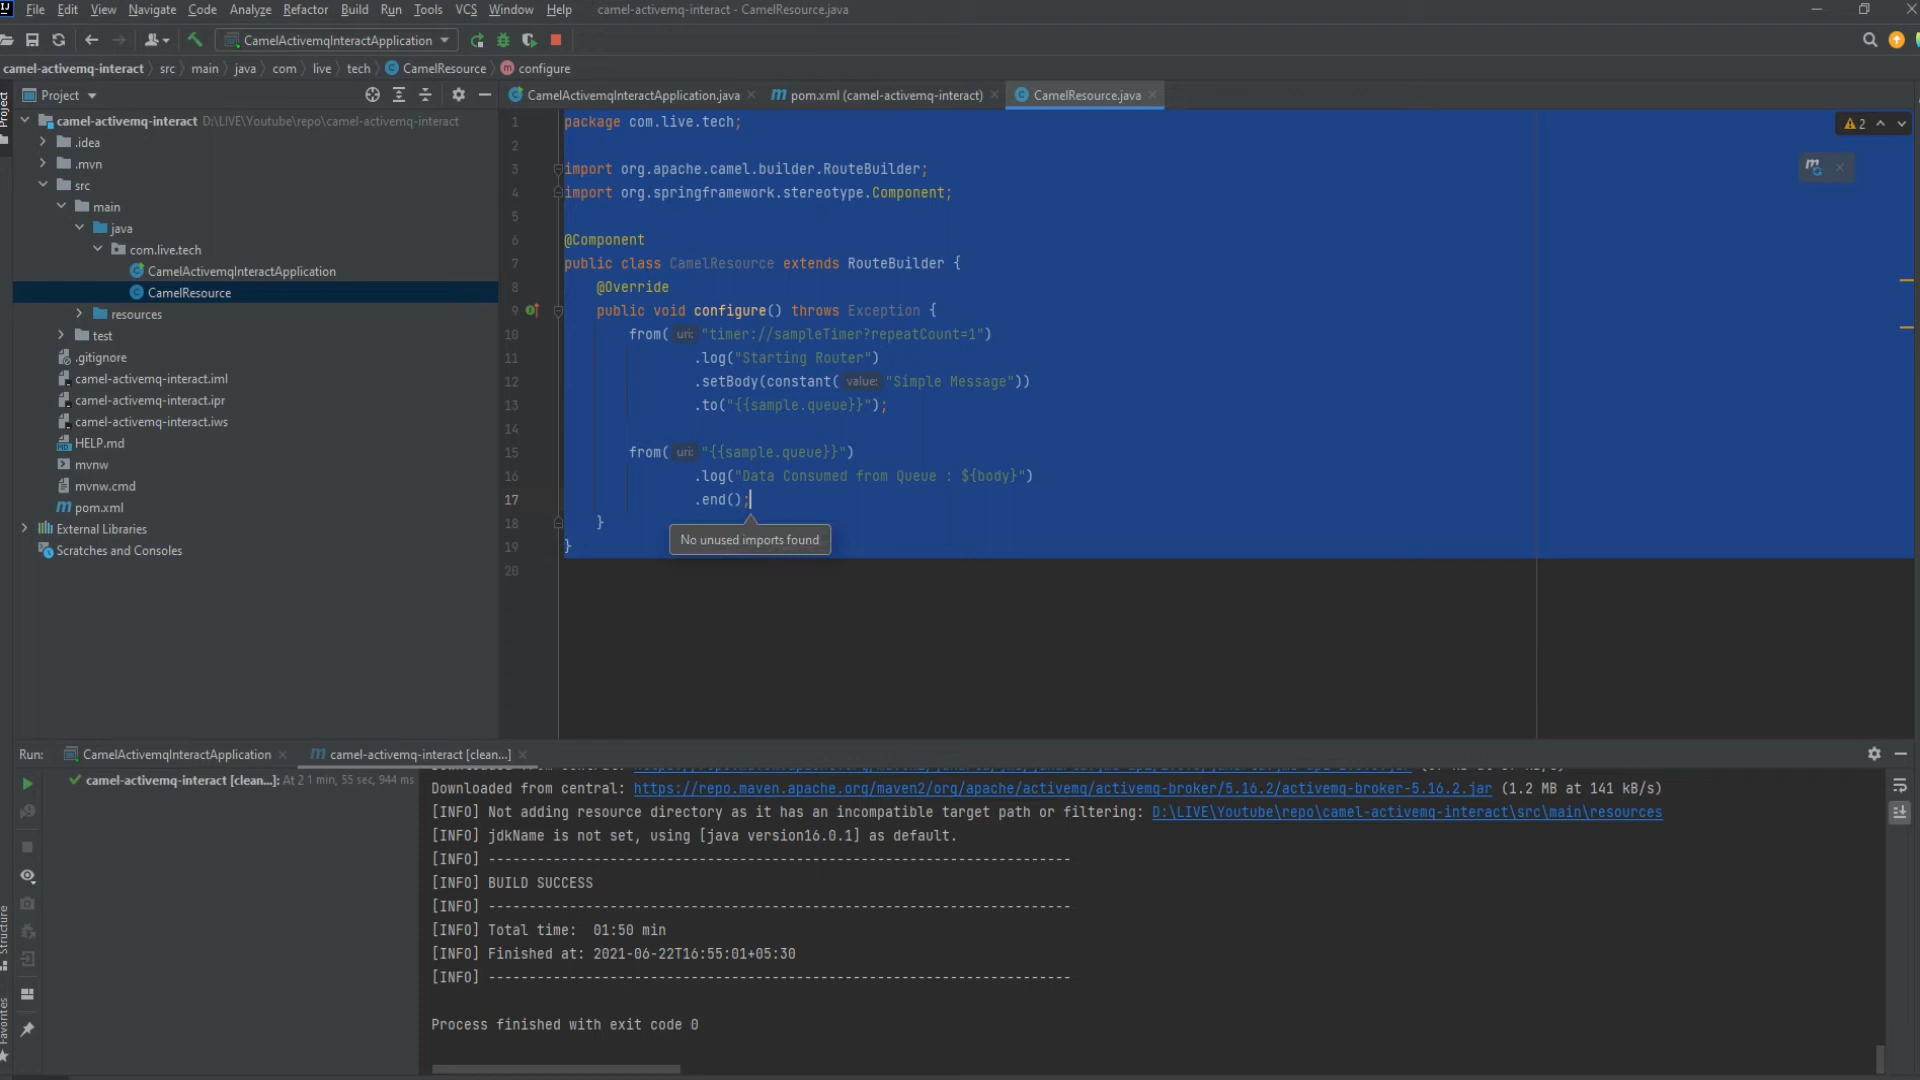 File Edit View Navigate Code Analyze Refactor Build Run Tools VCS Window Help camel-activemq-interact - CamelResource.java
CamelActivemqInteractApplication
camel-activemq-interact src main java com live tech CamelResource configure
Project
Project
CamelActivemqInteractApplication.java
pom.xml (camel-activemq-interact)
CamelResource.java
camel-activemq-interact D:\LIVE\Youtube\repo\camel-activemq-interact
.idea
.mvn
src
main
java
com.live.tech
CamelActivemqInteractApplication
CamelResource
resources
test
.gitignore
camel-activemq-interact.iml
camel-activemq-interact.ipr
camel-activemq-interact.iws
HELP.md
mvnw
mvnw.cmd
pom.xml
External Libraries
Scratches and Consoles
2
1 package com.live.tech;
2
3 import org.apache.camel.builder.RouteBuilder;
4 import org.springframework.stereotype.Component;
5
6 @Component
7 public class CamelResource extends RouteBuilder {
8 @Override
9 public void configure() throws Exception {
10 from( uri: "timer://sampleTimer?repeatCount=1")
11 .log("Starting Router")
12 .setBody(constant( value: "Simple Message"))
13 .to("{{sample.queue}}");
14
15 from( uri: "{{sample.queue}}")
16 .log("Data Consumed from Queue : ${body}")
17 .end();
18 }
19 }
20
No unused imports found
Run: CamelActivemqInteractApplication camel-activemq-interact [clean...]
camel-activemq-interact [clean...]: At 2 1 min, 55 sec, 944 ms
Downloaded from central: https://repo.maven.apache.org/maven2/org/apache/activemq/activemq-broker/5.16.2/activemq-broker-5.16.2.jar (1.2 MB at 141 kB/s)
[INFO] Not adding resource directory as it has an incompatible target path or filtering: D:\LIVE\Youtube\repo\camel-activemq-interact\src\main\resources
[INFO] jdkName is not set, using [java version16.0.1] as default.
[INFO] ------------------------------------------------------------------------
[INFO] BUILD SUCCESS
[INFO] ------------------------------------------------------------------------
[INFO] Total time:  01:50 min
[INFO] Finished at: 2021-06-22T16:55:01+05:30
[INFO] ------------------------------------------------------------------------
Process finished with exit code 0
Structure
Favorites